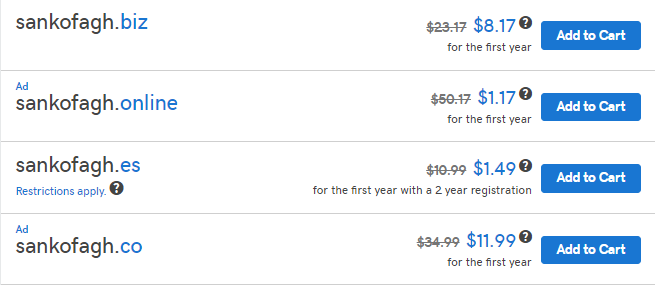 sankofagh.biz
$23.17 $8.17 ?
for the first year
Add to Cart
Ad
sankofagh.online
$50.17 $1.17 ?
for the first year
Add to Cart
sankofagh.es
Restrictions apply. ?
$10.99 $1.49 ?
for the first year with a 2 year registration
Add to Cart
Ad
sankofagh.co
$34.99 $11.99 ?
for the first year
Add to Cart